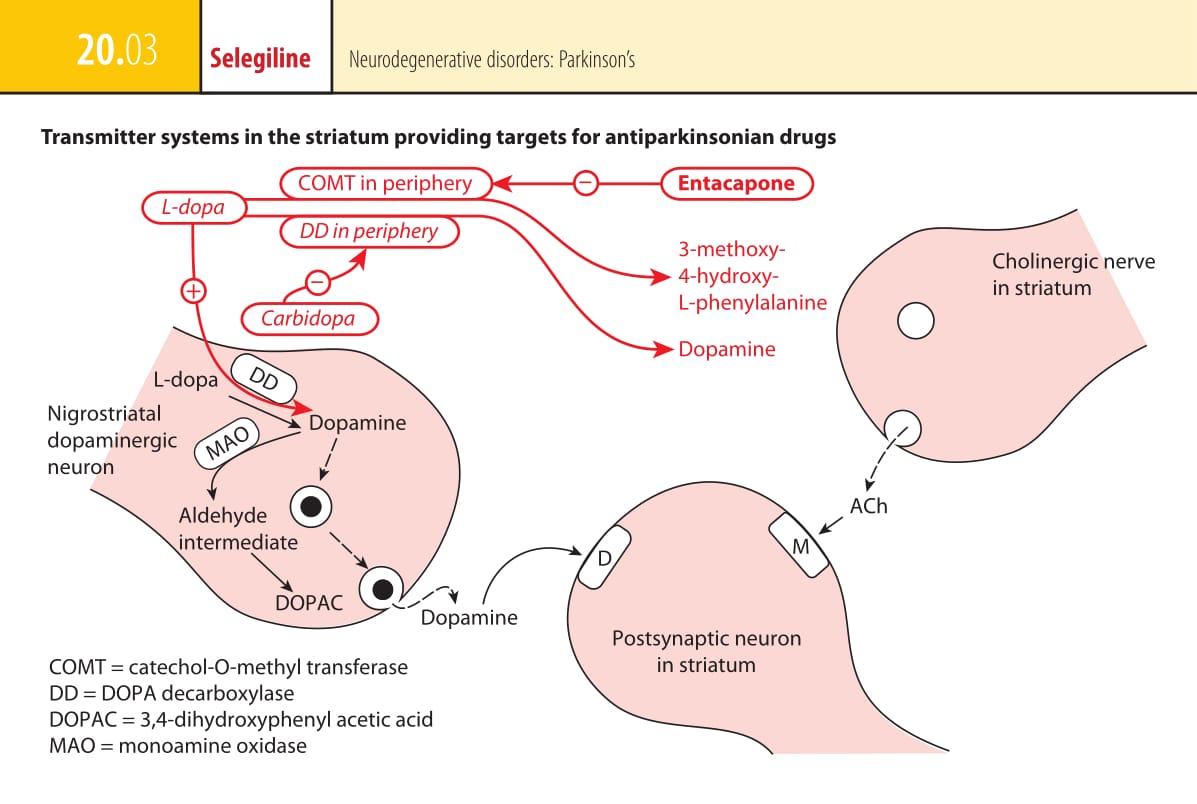 20.03
Selegiline
Neurodegenerative disorders: Parkinson's
Transmitter systems in the striatum providing targets for antiparkinsonian drugs
COMT in periphery
−
Entacapone
L-dopa
DD in periphery
3-methoxy-
4-hydroxy-
L-phenylalanine
Cholinergic nerve
in striatum
+
−
Carbidopa
Dopamine
L-dopa
DD
Nigrostriatal
dopaminergic
neuron
MAO
Dopamine
Aldehyde
intermediate
DOPAC
Dopamine
ACh
D
M
Postsynaptic neuron
in striatum
COMT = catechol-O-methyl transferase
DD = DOPA decarboxylase
DOPAC = 3,4-dihydroxyphenyl acetic acid
MAO = monoamine oxidase